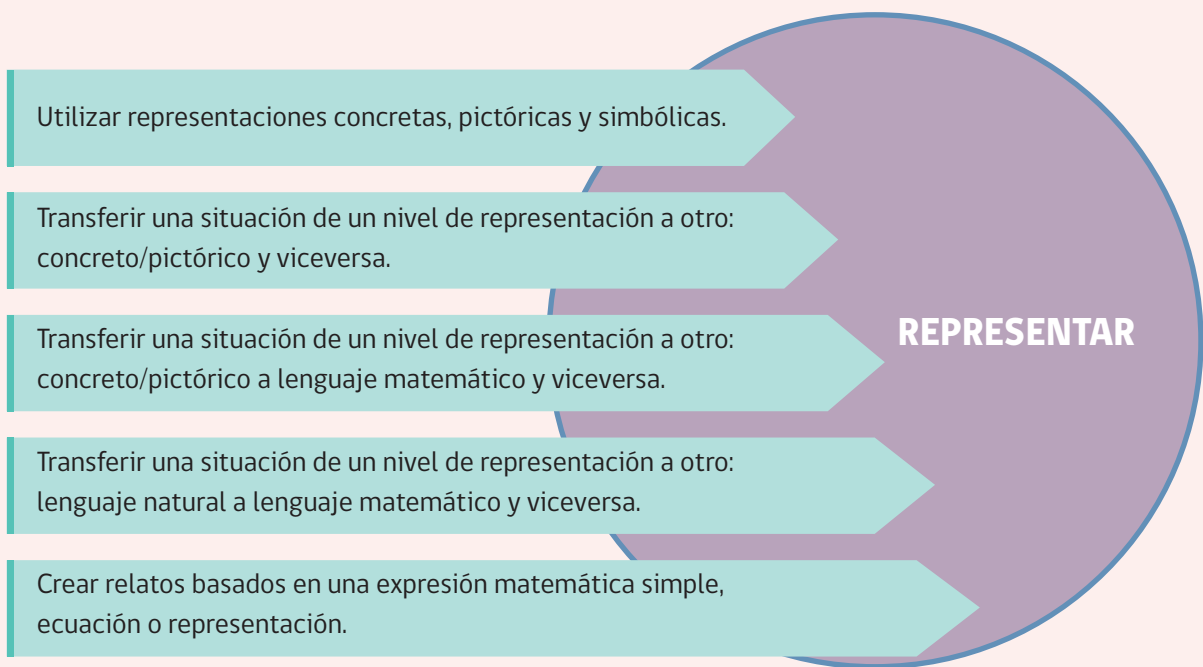 Utilizar representaciones concretas, pictóricas y simbólicas.
Transferir una situación de un nivel de representación a otro:
concreto/pictórico y viceversa.
Transferir una situación de un nivel de representación a otro:
concreto/pictórico a lenguaje matemático y viceversa.
Transferir una situación de un nivel de representación a otro:
lenguaje natural a lenguaje matemático y viceversa.
Crear relatos basados en una expresión matemática simple,
ecuación o representación.
REPRESENTAR